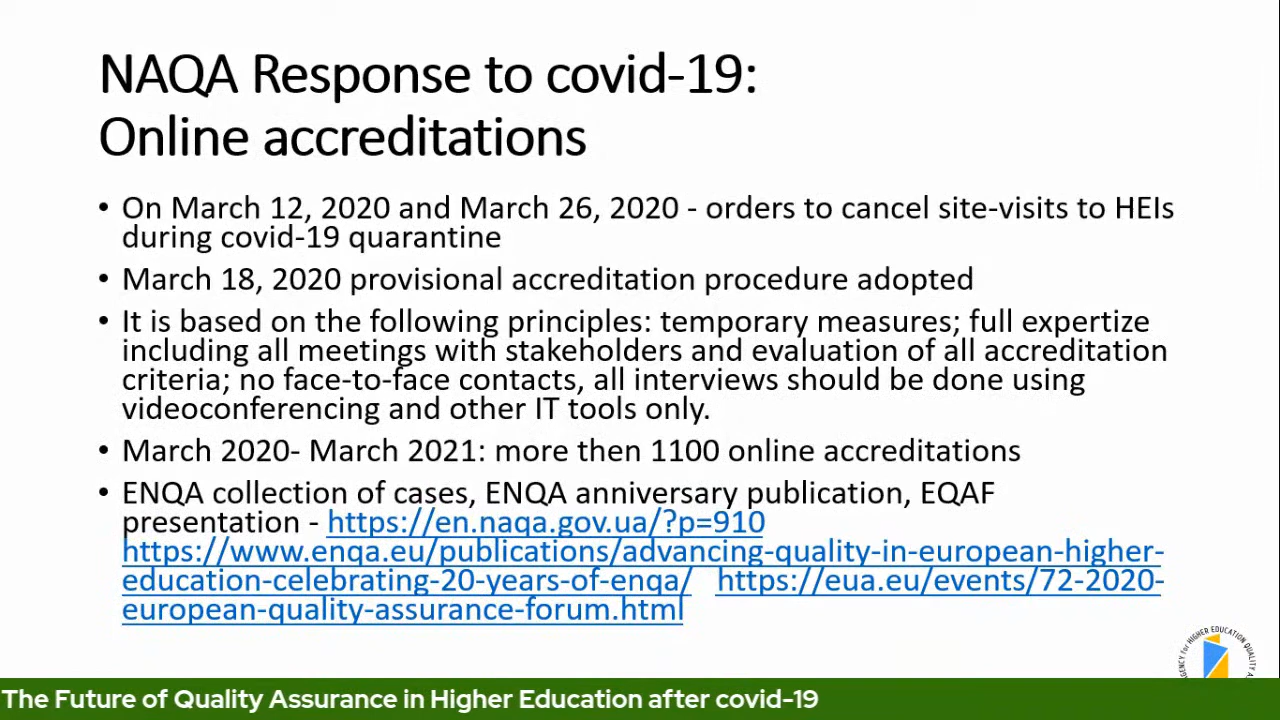 NAQA Response to covid-19:
Online accreditations
• On March 12, 2020 and March 26, 2020 - orders to cancel site-visits to HEIs
during covid-19 quarantine
• March 18, 2020 provisional accreditation procedure adopted
• It is based on the following principles: temporary measures; full expertize
including all meetings with stakeholders and evaluation of all accreditation
criteria; no face-to-face contacts, all interviews should be done using
videoconferencing and other IT tools only.
• March 2020- March 2021: more then 1100 online accreditations
• ENQA collection of cases, ENQA anniversary publication, EQAF
presentation - https://en.naqa.gov.ua/?p=910
https://www.enqa.eu/publications/advancing-quality-in-european-higher-
education-celebrating-20-years-of-enqa/ https://eua.eu/events/72-2020-
european-quality-assurance-forum.html
AGENCY for HIGHER EDUCATION QUALITY
The Future of Quality Assurance in Higher Education after covid-19